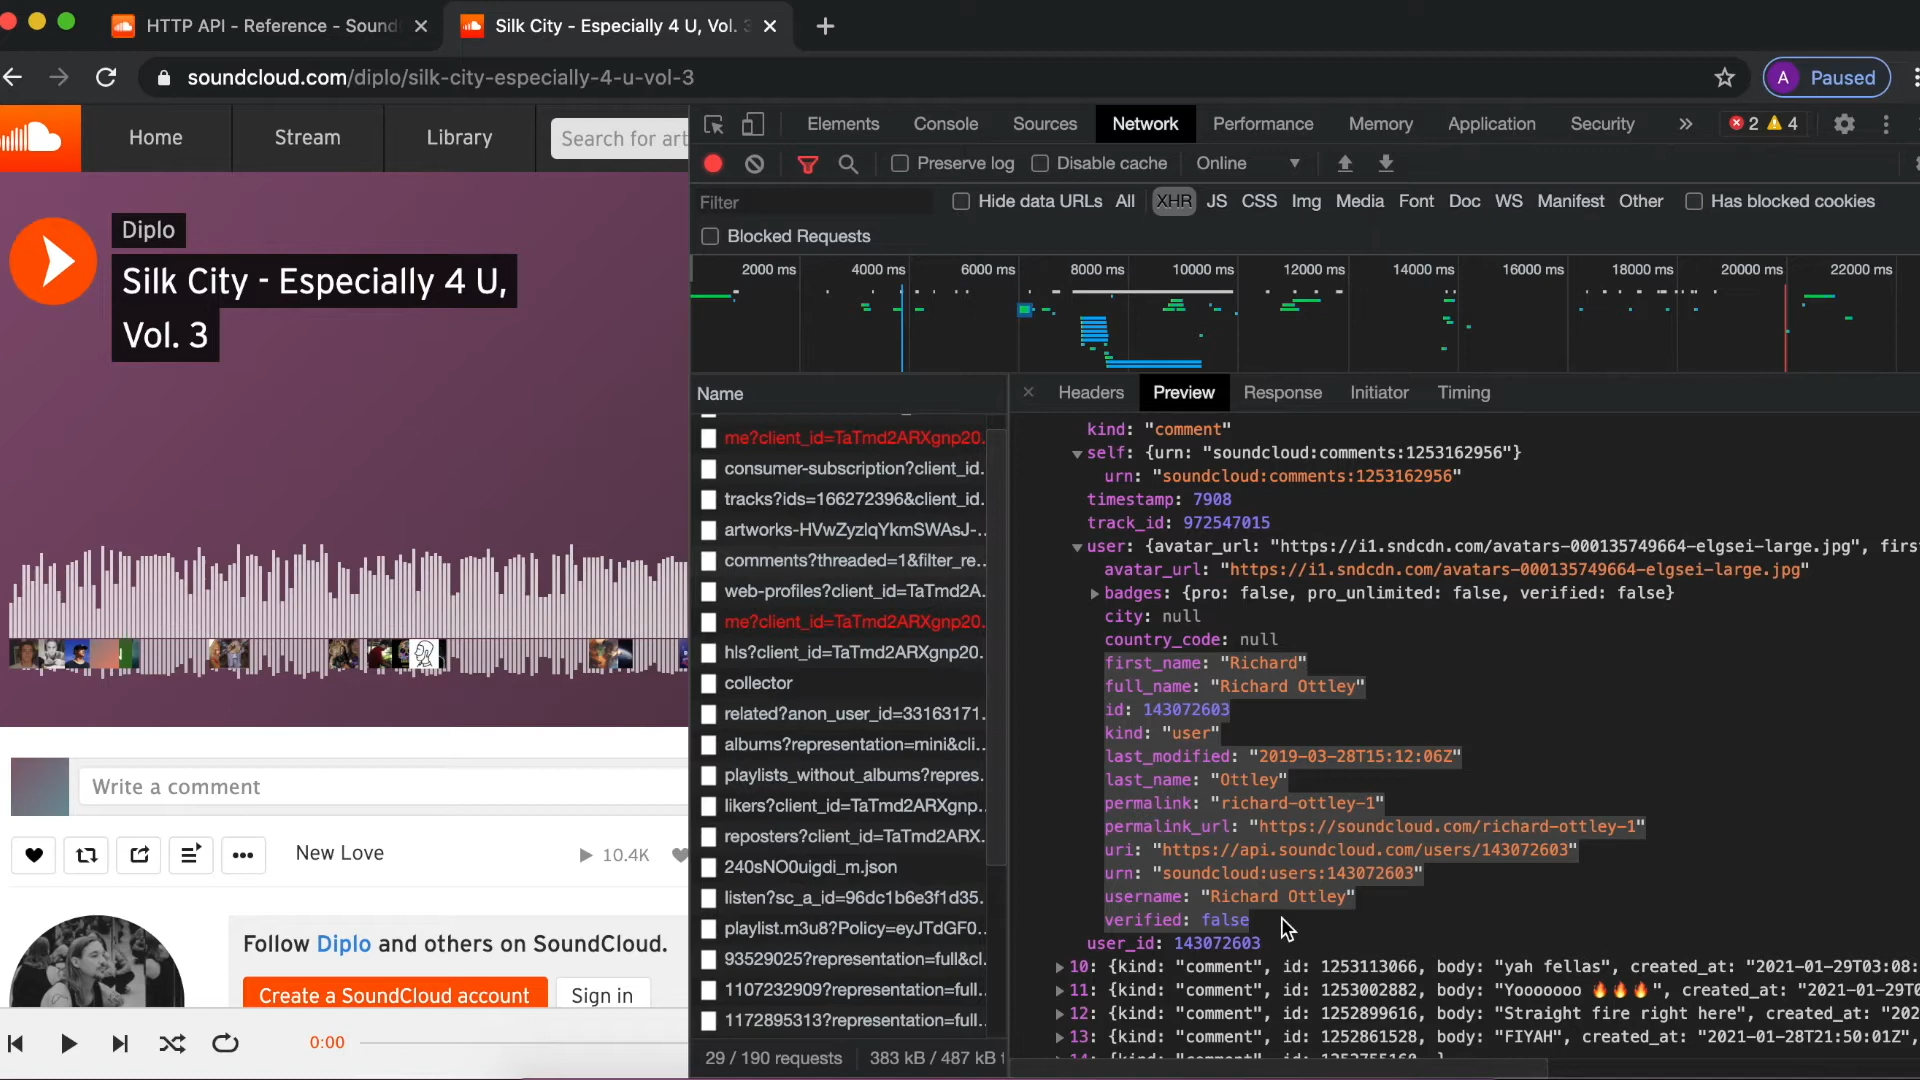 HTTP API - Reference - Sound
Silk City - Especially 4 U, Vol. 3
soundcloud.com/diplo/silk-city-especially-4-u-vol-3
A Paused
Home Stream Library Search for art
Diplo
Silk City - Especially 4 U,
Vol. 3
Write a comment
New Love 10.4K
Follow Diplo and others on SoundCloud.
Create a SoundCloud account Sign in
0:00
Elements Console Sources Network Performance Memory Application Security » 2 4
Preserve log Disable cache Online
Filter Hide data URLs All XHR JS CSS Img Media Font Doc WS Manifest Other Has blocked cookies
Blocked Requests
2000 ms 4000 ms 6000 ms 8000 ms 10000 ms 12000 ms 14000 ms 16000 ms 18000 ms 20000 ms 22000 ms
Name
me?client_id=TaTmd2ARXgnp20.
consumer-subscription?client_id.
tracks?ids=166272396&client_id.
artworks-HVwZyzlqYkmSWAsJ-..
comments?threaded=1&filter_re..
web-profiles?client_id=TaTmd2A.
me?client_id=TaTmd2ARXgnp20.
hls?client_id=TaTmd2ARXgnp20.
collector
related?anon_user_id=33163171.
albums?representation=mini&cli..
playlists_without_albums?repres.
likers?client_id=TaTmd2ARXgnp.
reposters?client_id=TaTmd2ARX.
240sNO0uigdi_m.json
listen?sc_a_id=96dc1b6e3f1d35.
playlist.m3u8?Policy=eyJTdGF0..
93529025?representation=full&cl.
1107232909?representation=full..
1172895313?representation=full..
29 / 190 requests 383 kB / 487 kB t
Headers Preview Response Initiator Timing
kind: "comment"
self: {urn: "soundcloud:comments:1253162956"}
urn: "soundcloud:comments:1253162956"
timestamp: 7908
track_id: 972547015
user: {avatar_url: "https://i1.sndcdn.com/avatars-000135749664-elgsei-large.jpg", firs
avatar_url: "https://i1.sndcdn.com/avatars-000135749664-elgsei-large.jpg"
badges: {pro: false, pro_unlimited: false, verified: false}
city: null
country_code: null
first_name: "Richard"
full_name: "Richard Ottley"
id: 143072603
kind: "user"
last_modified: "2019-03-28T15:12:06Z"
last_name: "Ottley"
permalink: "richard-ottley-1"
permalink_url: "https://soundcloud.com/richard-ottley-1"
uri: "https://api.soundcloud.com/users/143072603"
urn: "soundcloud:users:143072603"
username: "Richard Ottley"
verified: false
user_id: 143072603
10: {kind: "comment", id: 1253113066, body: "yah fellas", created_at: "2021-01-29T03:08:
11: {kind: "comment", id: 1253002882, body: "Yooooooo 🔥🔥🔥", created_at: "2021-01-29T0
12: {kind: "comment", id: 1252899616, body: "Straight fire right here", created_at: "202
13: {kind: "comment", id: 1252861528, body: "FIYAH", created_at: "2021-01-28T21:50:01Z",